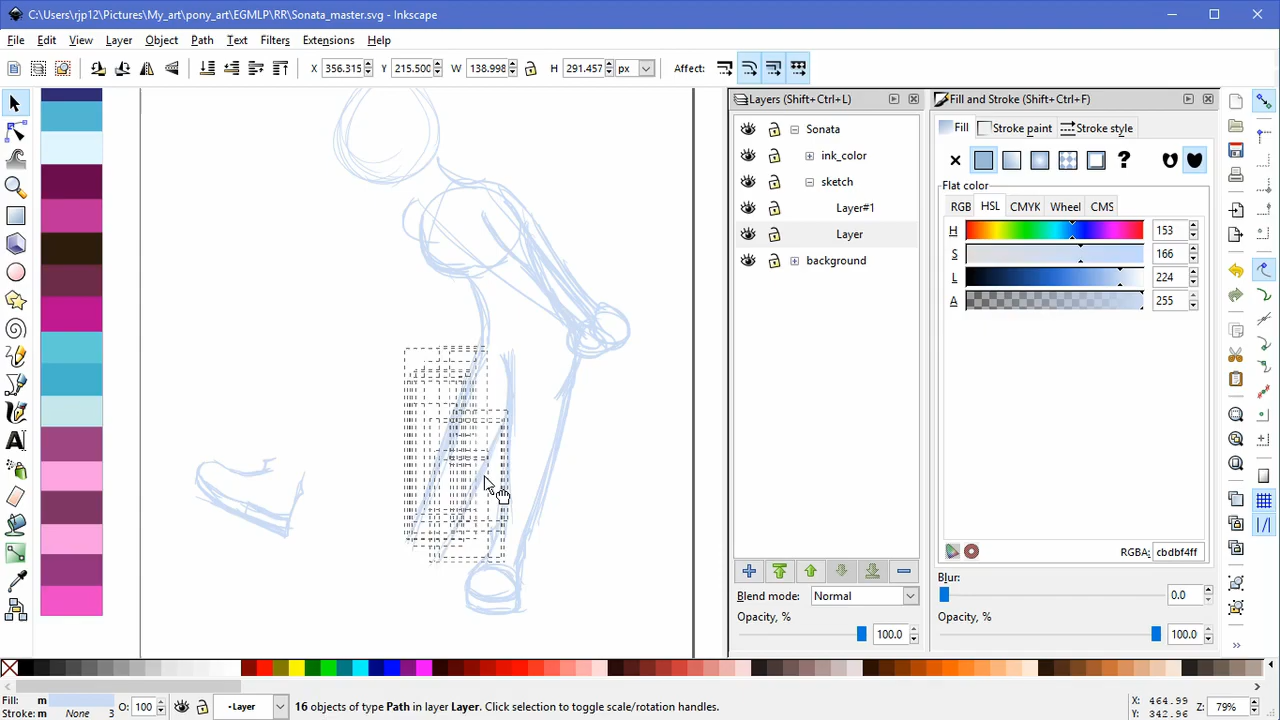 C:\Users\rjp12\Pictures\My_art\pony_art\EGMLP\RR\Sonata_master.svg - Inkscape
File Edit View Layer Object Path Text Filters Extensions Help
X 356.315 Y 215.500 W 138.998 H 291.457 px Affect:
Layers (Shift+Ctrl+L)
Sonata
ink_color
sketch
Layer#1
Layer
background
Blend mode: Normal
Opacity, %
100.0
Fill and Stroke (Shift+Ctrl+F)
Fill Stroke paint Stroke style
Flat color
RGB HSL CMYK Wheel CMS
H 153
S 166
L 224
A 255
RGBA: cbdbf4ff
Blur:
0.0
Opacity, %
100.0
Fill: m
Stroke: m None 3
O: 100
Layer
16 objects of type Path in layer Layer. Click selection to toggle scale/rotation handles.
X: 464.99
Y: 342.96
Z: 79%